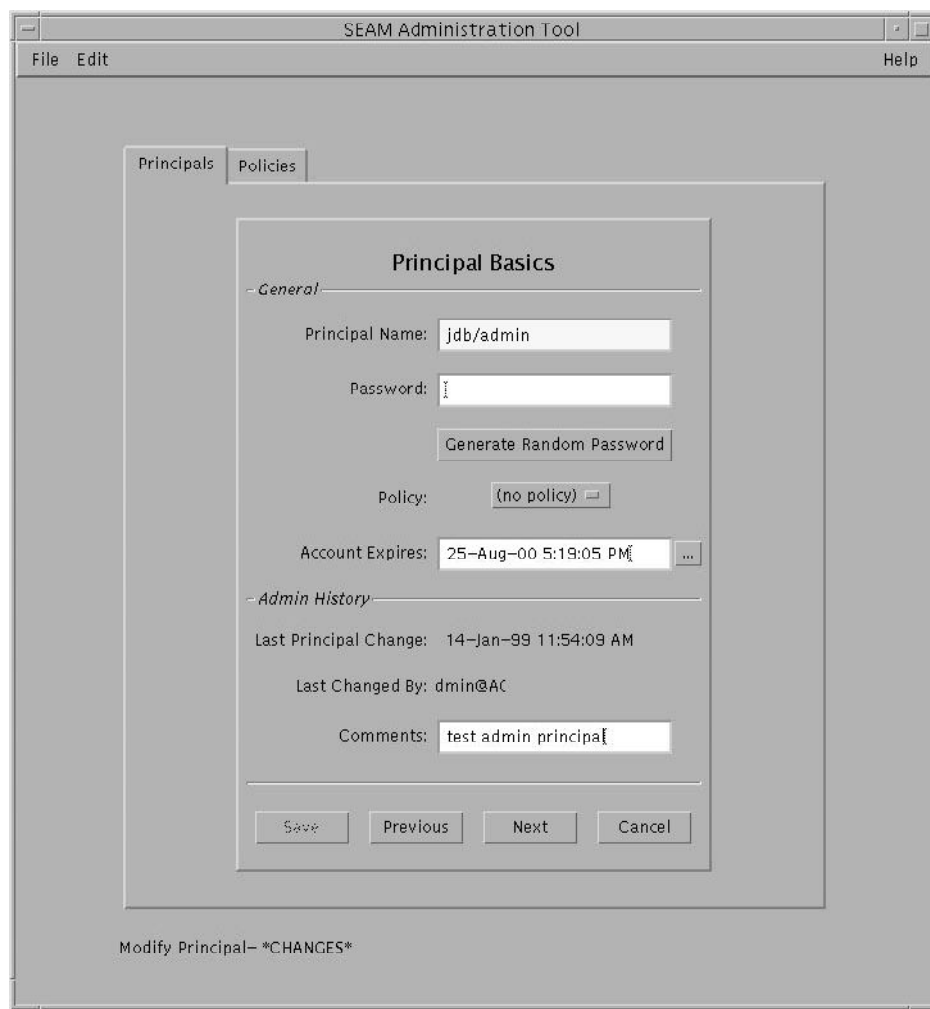 SEAM Administration Tool
File Edit Help
Principals Policies
Principal Basics
General
Principal Name: jdb/admin
Password:
Generate Random Password
Policy: (no policy)
Account Expires: 25-Aug-00 5:19:05 PM ...
Admin History
Last Principal Change: 14-Jan-99 11:54:09 AM
Last Changed By: dmin@AC
Comments: test admin principal
Save Previous Next Cancel
Modify Principal- *CHANGES*